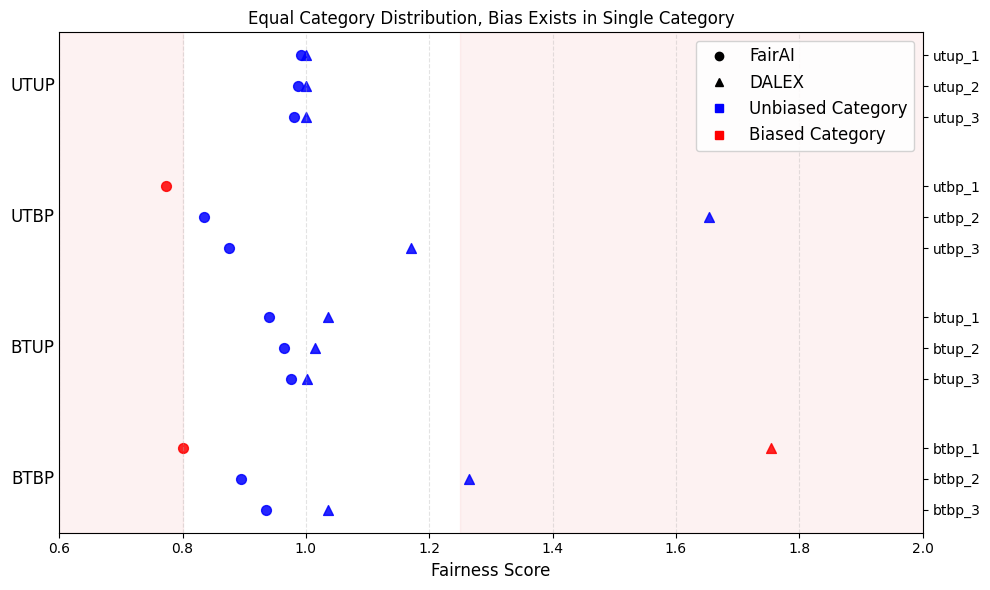 Equal Category Distribution, Bias Exists in Single Category
FairAI
DALEX
Unbiased Category
Biased Category
UTUP
UTBP
BTUP
BTBP
utup_1
utup_2
utup_3
utbp_1
utbp_2
utbp_3
btup_1
btup_2
btup_3
btbp_1
btbp_2
btbp_3
0.6 0.8 1.0 1.2 1.4 1.6 1.8 2.0
Fairness Score